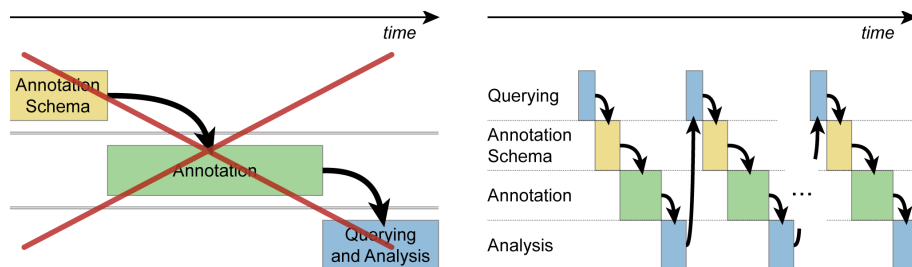 time
Annotation
Schema
Annotation
Querying
and Analysis
time
Querying
Annotation
Schema
Annotation
...
Analysis